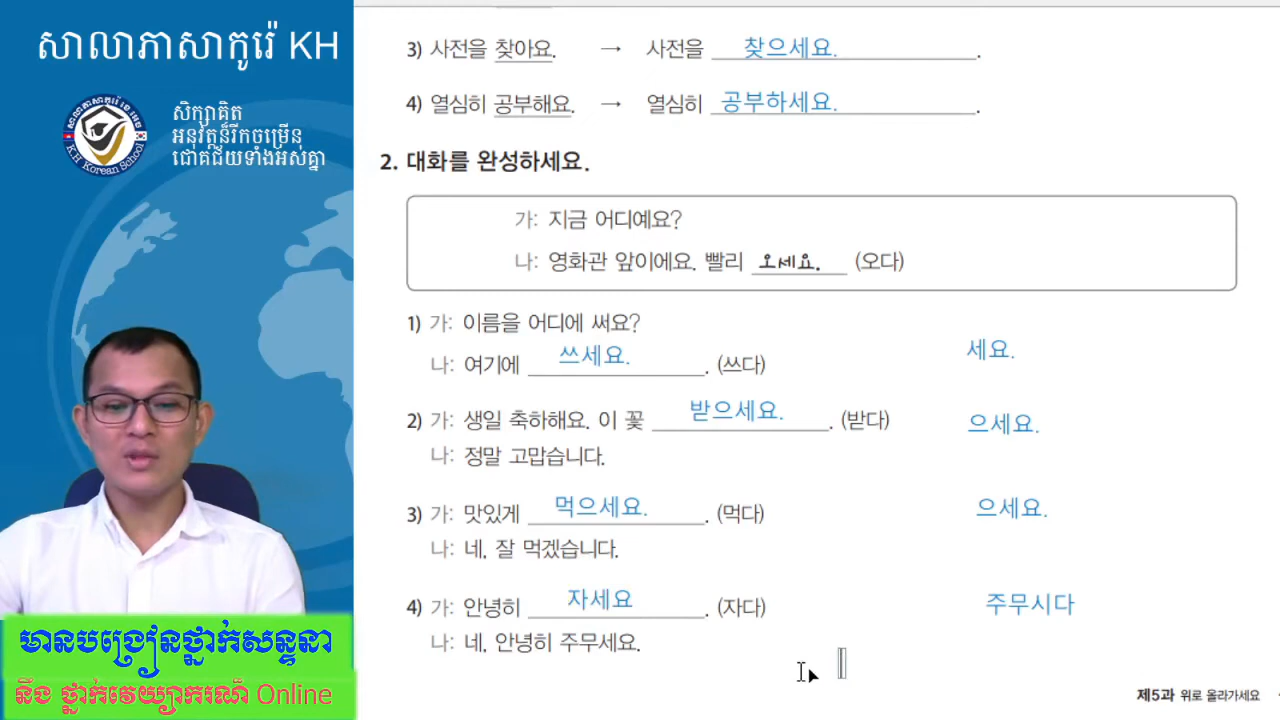 សាលាភាសាកូរ៉េ KH
សាលាភាសាកូរ៉េ ខេ អេច
K.H Korean School
សិក្សាគិត
អនុវត្តន៍រីកចម្រើន
ជោគជ័យទាំងអស់គ្នា
3) 사전을 찾아요. → 사전을 찾으세요. .
4) 열심히 공부해요. → 열심히 공부하세요. .
2. 대화를 완성하세요.
가: 지금 어디예요?
나: 영화관 앞이에요. 빨리 오세요. (오다)
1) 가: 이름을 어디에 써요?
나: 여기에 쓰세요. . (쓰다) 세요.
2) 가: 생일 축하해요. 이 꽃 받으세요. . (받다) 으세요.
나: 정말 고맙습니다.
3) 가: 맛있게 먹으세요. . (먹다) 으세요.
나: 네, 잘 먹겠습니다.
4) 가: 안녕히 자세요 . (자다) 주무시다
나: 네, 안녕히 주무세요.
제5과 위로 올라가세요
មានបង្រៀនថ្នាក់សន្ទនា
នឹង ថ្នាក់វេយ្យាករណ៍ Online